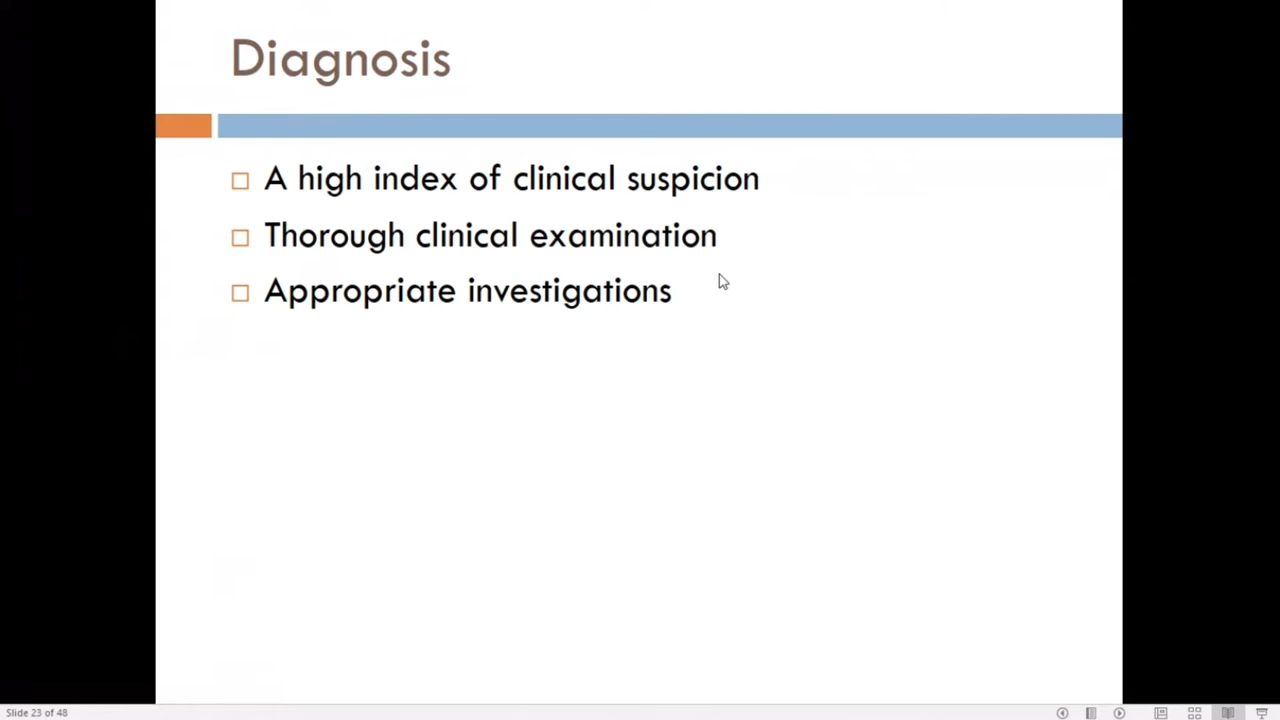 Diagnosis
A high index of clinical suspicion
Thorough clinical examination
Appropriate investigations
Slide 23 of 48